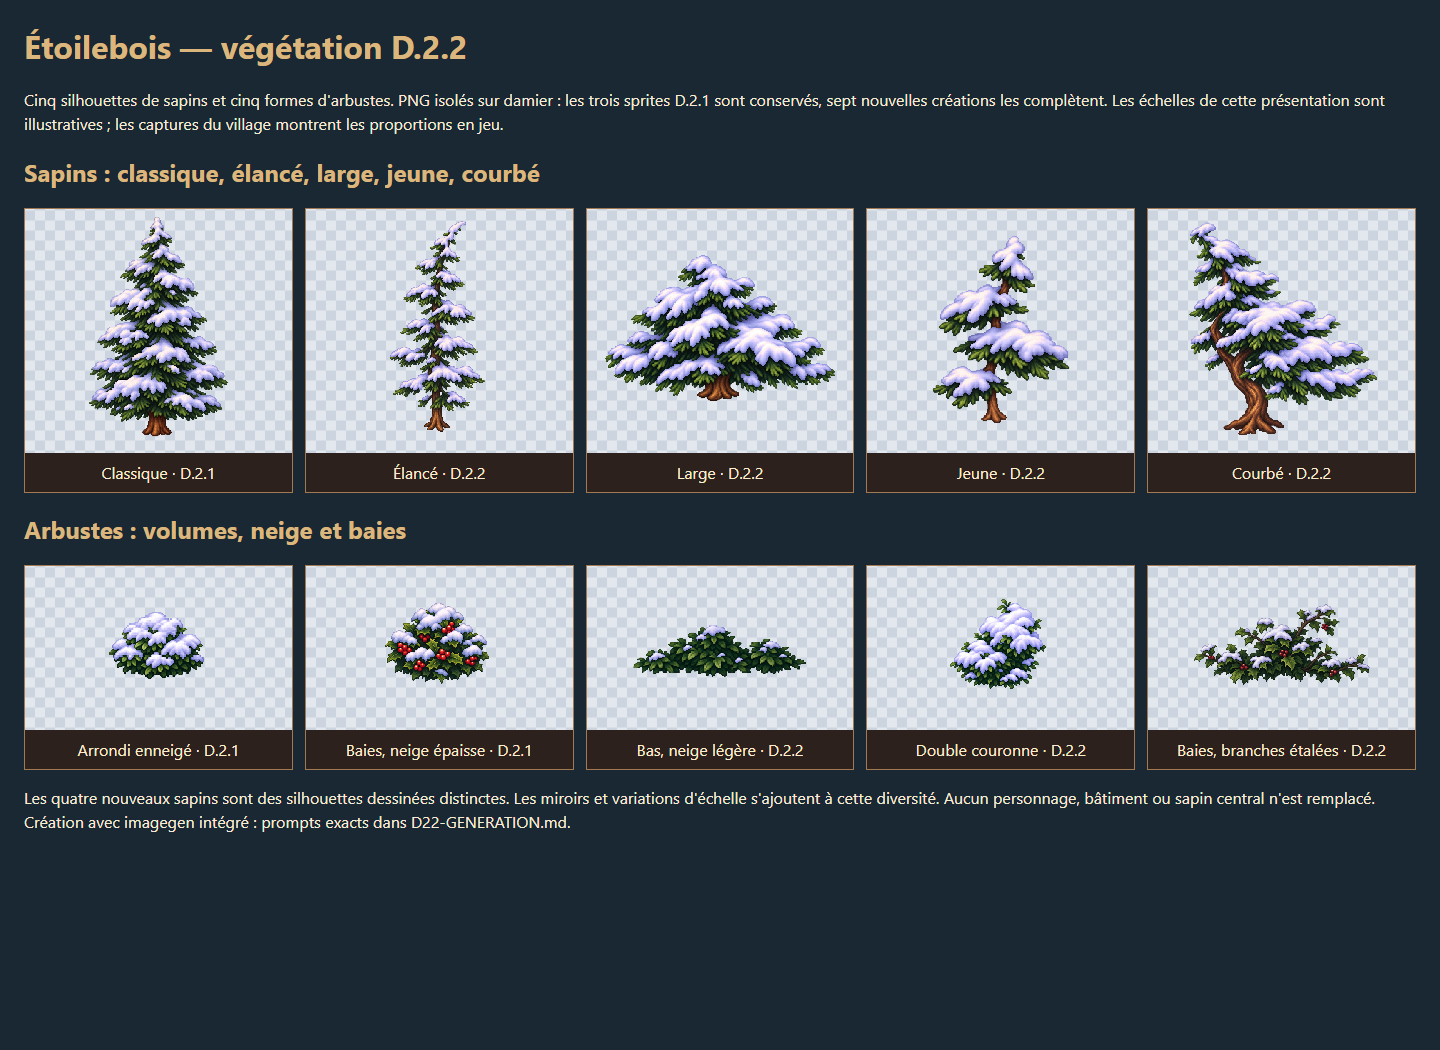 Étoilebois — végétation D.2.2
Cinq silhouettes de sapins et cinq formes d'arbustes. PNG isolés sur damier : les trois sprites D.2.1 sont conservés, sept nouvelles créations les complètent. Les échelles de cette présentation sont
illustratives ; les captures du village montrent les proportions en jeu.
Sapins : classique, élancé, large, jeune, courbé
Classique · D.2.1
Élancé · D.2.2
Large · D.2.2
Jeune · D.2.2
Courbé · D.2.2
Arbustes : volumes, neige et baies
Arrondi enneigé · D.2.1
Baies, neige épaisse · D.2.1
Bas, neige légère · D.2.2
Double couronne · D.2.2
Baies, branches étalées · D.2.2
Les quatre nouveaux sapins sont des silhouettes dessinées distinctes. Les miroirs et variations d'échelle s'ajoutent à cette diversité. Aucun personnage, bâtiment ou sapin central n'est remplacé.
Création avec imagegen intégré : prompts exacts dans D22-GENERATION.md.